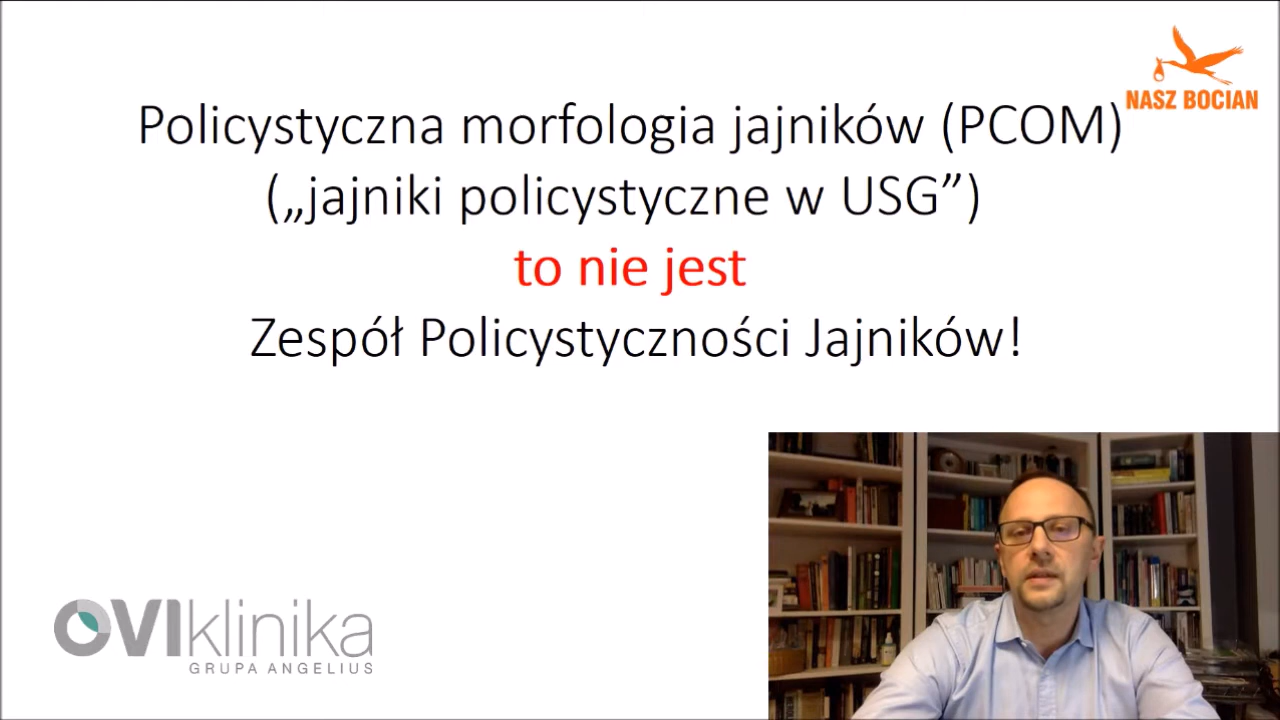 NASZ BOCIAN
Policystyczna morfologia jajników (PCOM)
(„jajniki policystyczne w USG”)
to nie jest
Zespół Policystyczności Jajników!
OVIklinika
GRUPA ANGELIUS